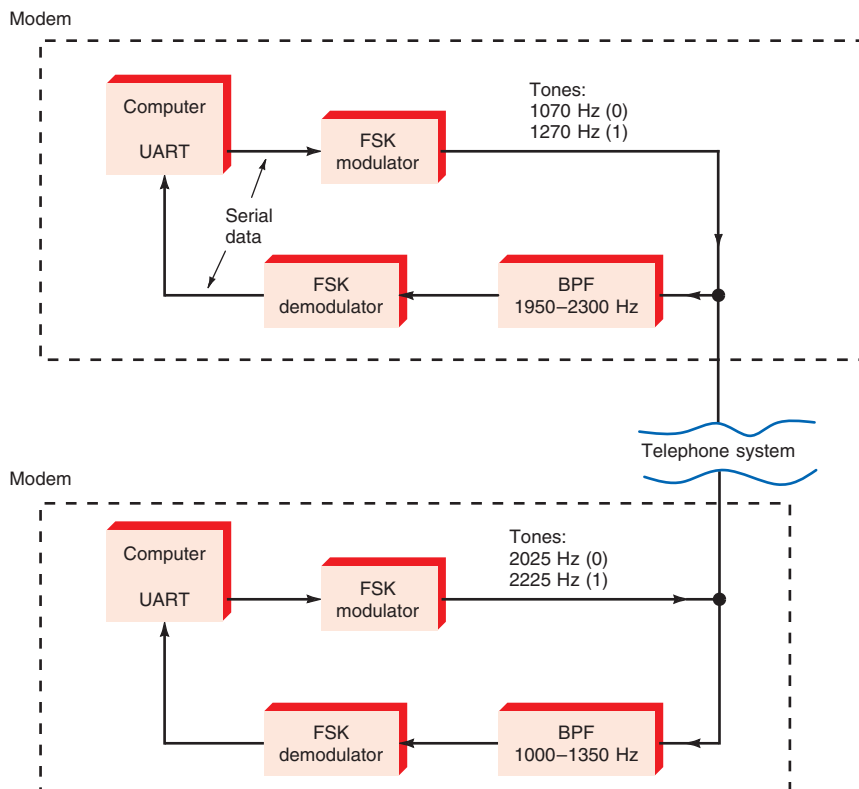 Modem
Computer
UART
FSK
modulator
Tones:
1070 Hz (0)
1270 Hz (1)
Serial
data
FSK
demodulator
BPF
1950–2300 Hz
Telephone system
Modem
Computer
UART
FSK
modulator
Tones:
2025 Hz (0)
2225 Hz (1)
FSK
demodulator
BPF
1000–1350 Hz